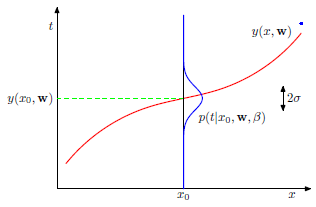 t
y(x, w)
y(x₀, w)
2σ
p(t|x₀, w, β)
x₀
x